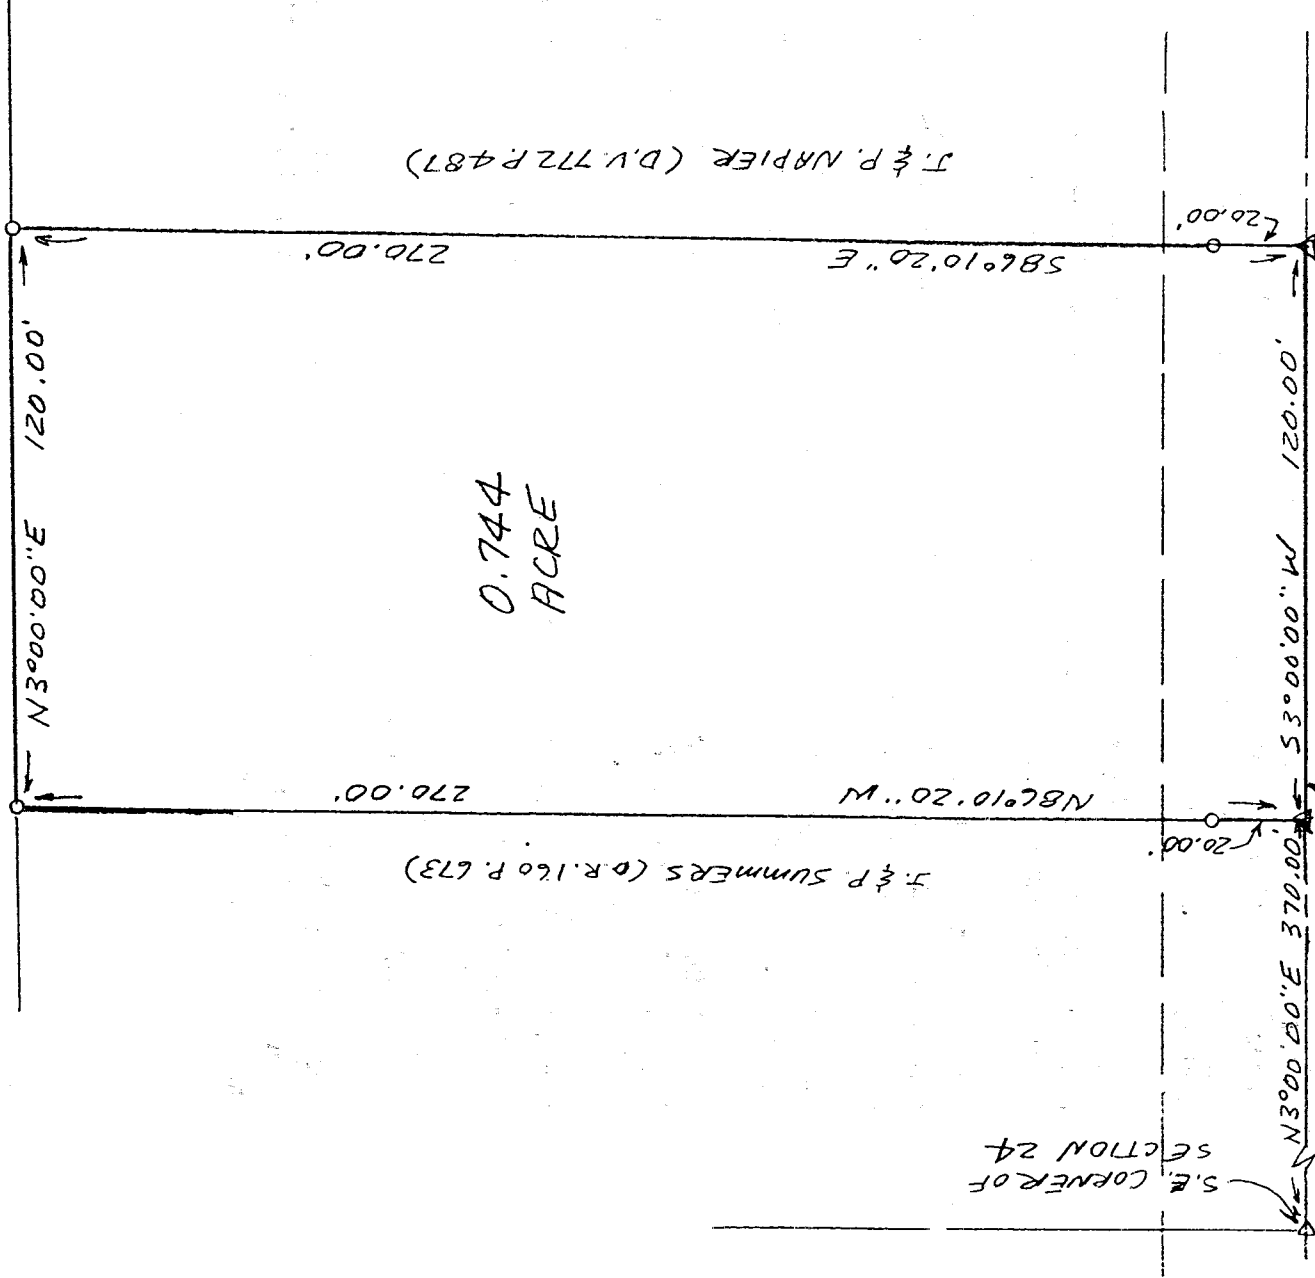 J. & P. NAPIER (D.V. 772 P. 487)
20.00'
270.00'
S86°10'20"E
N3°00'00"E 120.00'
0.744
ACRE
S3°00'00"W 120.00'
270.00'
N86°10'20"W
20.00'
J. & P. SUMMERS (O.R. 160 P. 673)
N3°00'00"E 370.00'
S.E. CORNER OF
SECTION 24